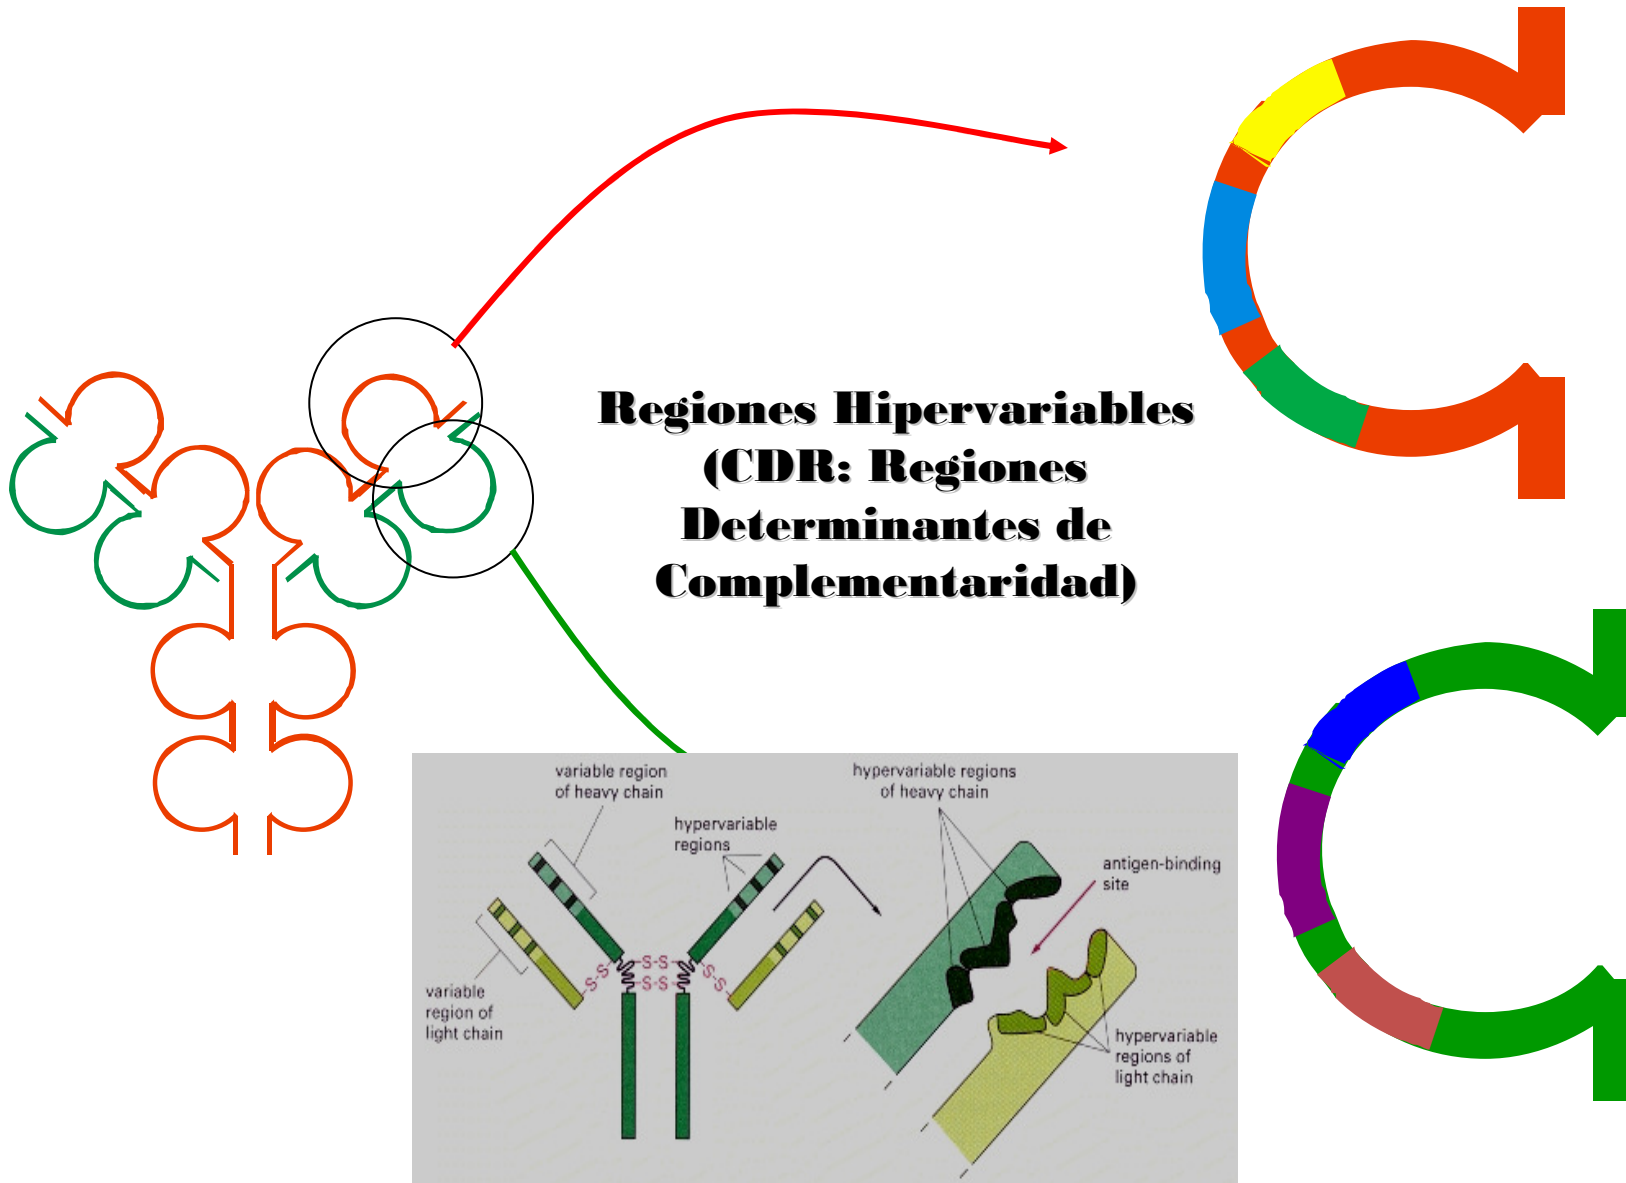 Regiones Hipervariables
(CDR: Regiones
Determinantes de
Complementaridad)
variable region
of heavy chain
hypervariable
regions
hypervariable regions
of heavy chain
antigen-binding
site
S-S
S-S
S-S
S-S
variable
region of
light chain
hypervariable
regions of
light chain